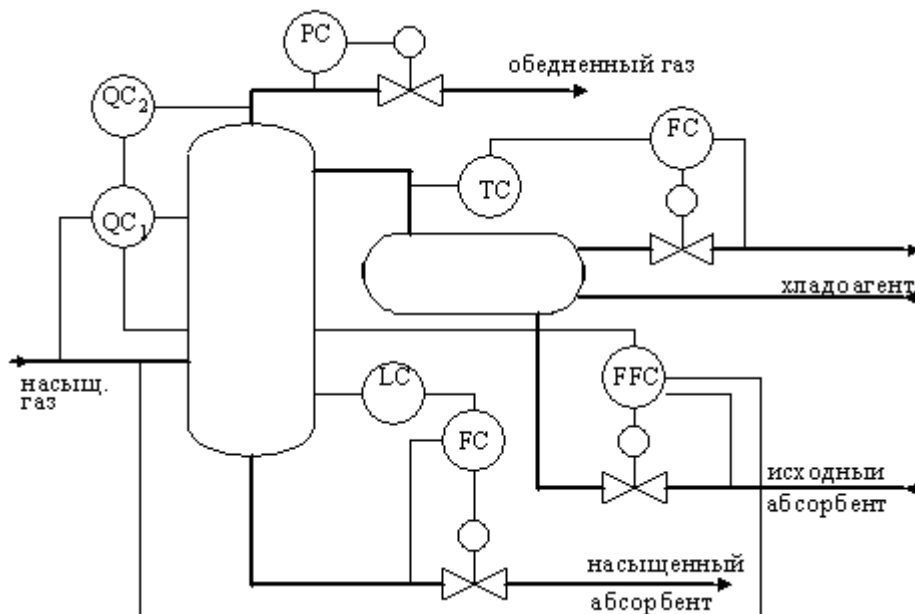 PC
обедненный газ
QC2
FC
TC
QC1
хладоагент
насыщ.
газ
LC
FFC
FC
исходный
абсорбент
насыщенный
абсорбент